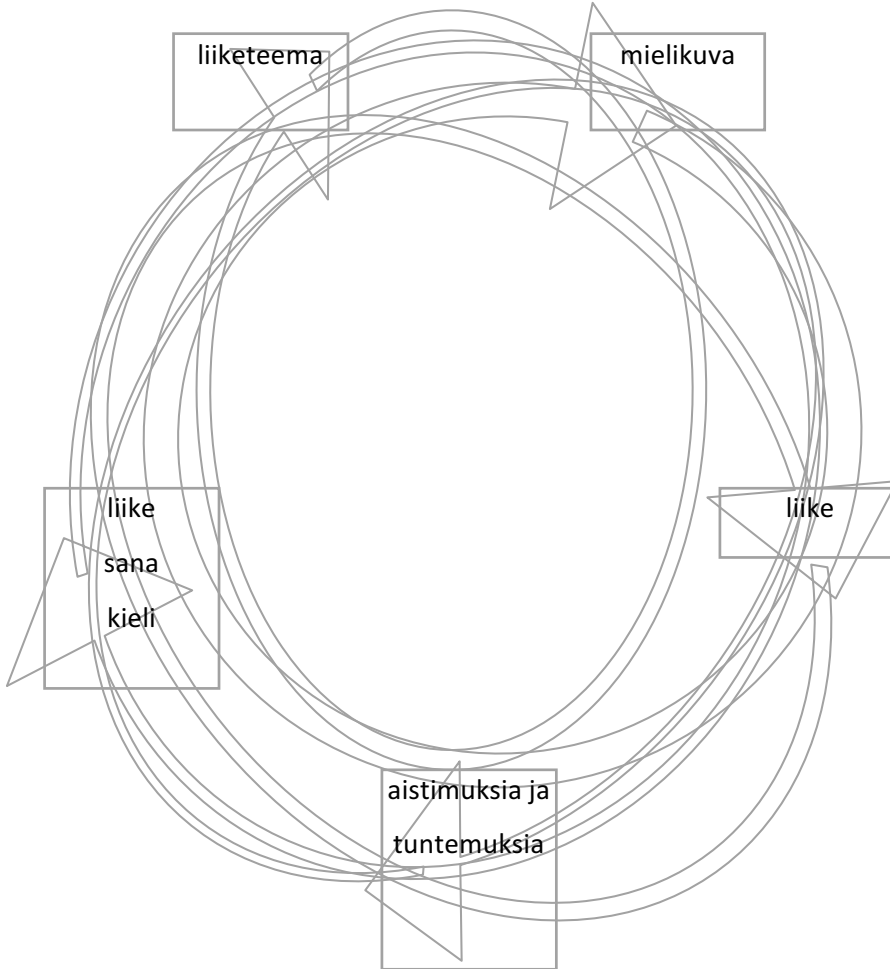 liiketeema
mielikuva
liike
sana
kieli
liike
aistimuksia ja
tuntemuksia